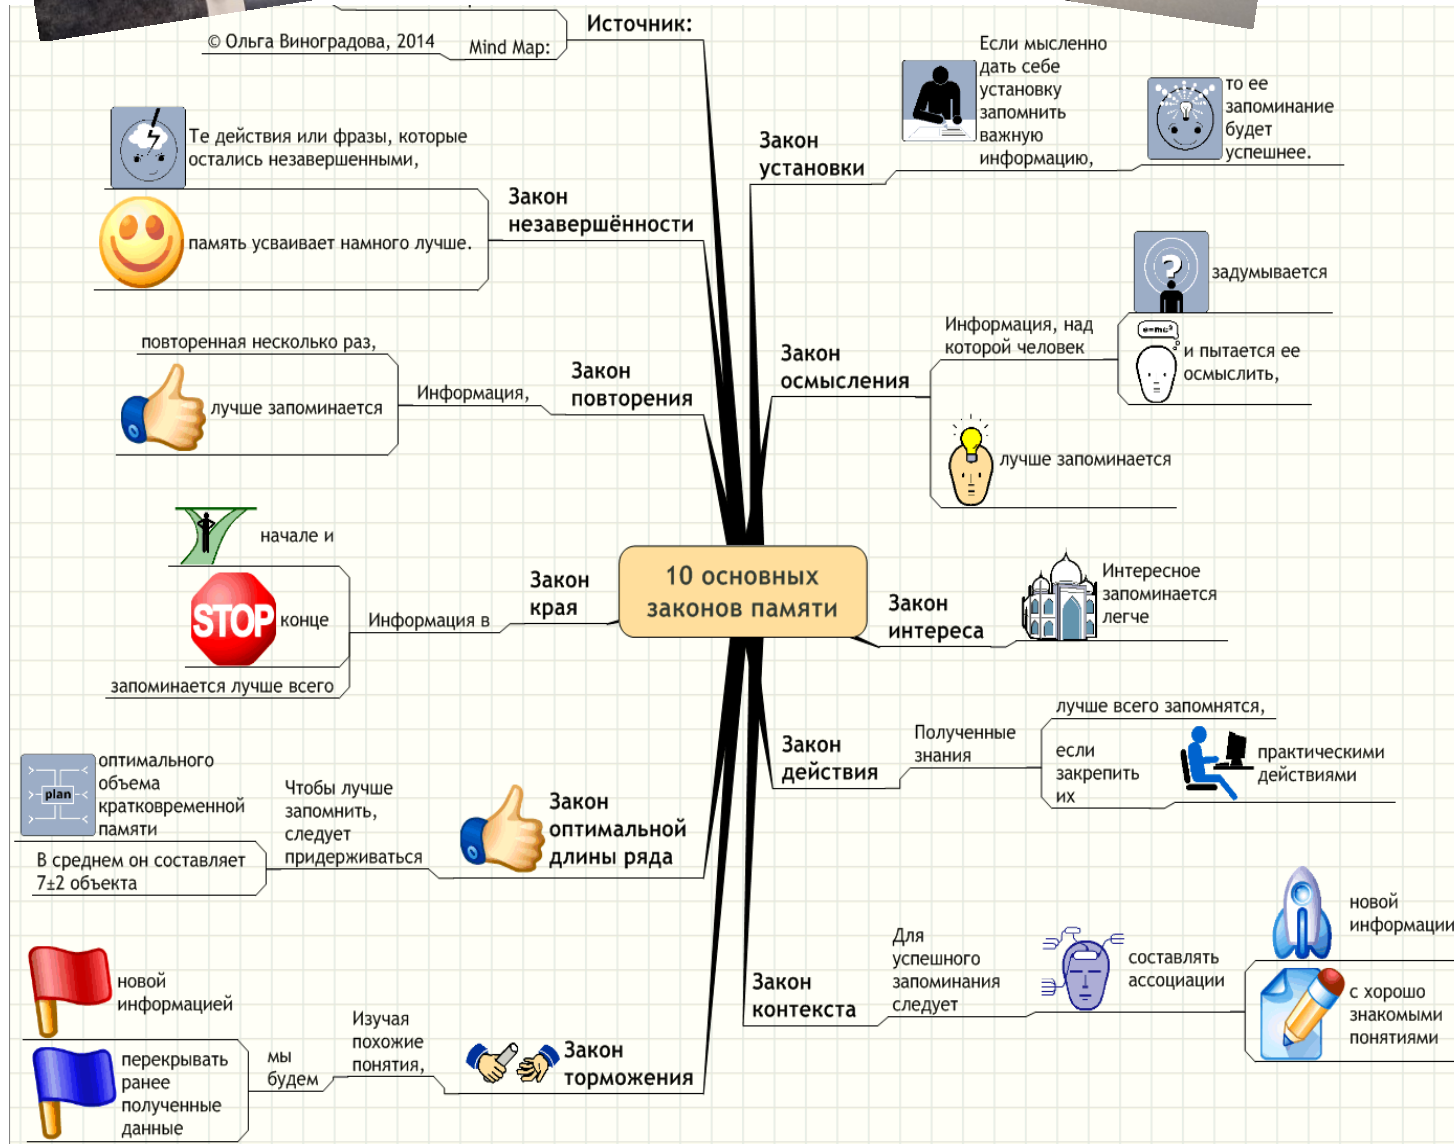 Источник:
© Ольга Виноградова, 2014
Mind Map:
10 основных
законов памяти
Закон
установки
Если мысленно
дать себе
установку
запомнить
важную
информацию,
то ее
запоминание
будет
успешнее.
Закон
осмысления
Информация, над
которой человек
задумывается
e=mc²
и пытается ее
осмыслить,
лучше запоминается
Закон
интереса
Интересное
запоминается
легче
Закон
действия
Полученные
знания
лучше всего запомнятся,
если
закрепить
их
практическими
действиями
Закон
контекста
Для
успешного
запоминания
следует
составлять
ассоциации
новой
информации
с хорошо
знакомыми
понятиями
Закон
торможения
Изучая
похожие
понятия,
мы
будем
новой
информацией
перекрывать
ранее
полученные
данные
Закон
оптимальной
длины ряда
Чтобы лучше
запомнить,
следует
придерживаться
plan
оптимального
объема
кратковременной
памяти
В среднем он составляет
7±2 объекта
Закон
края
Информация в
начале и
STOP
конце
запоминается лучше всего
Закон
повторения
Информация,
повторенная несколько раз,
лучше запоминается
Закон
незавершённости
Те действия или фразы, которые
остались незавершенными,
память усваивает намного лучше.